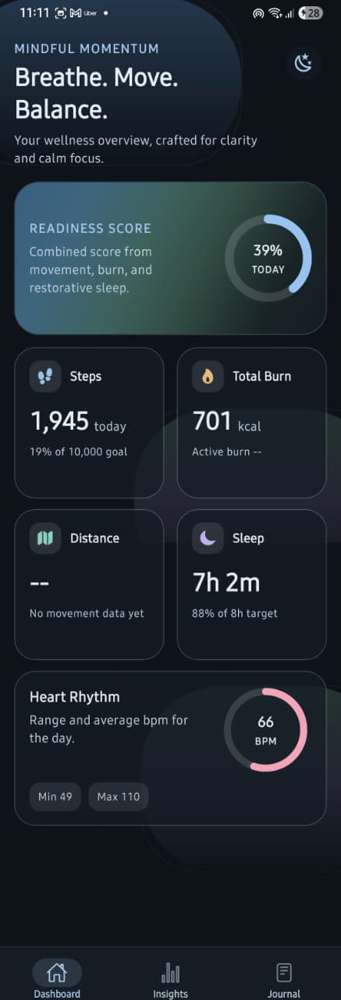 11:11 Uber 28
MINDFUL MOMENTUM
Breathe. Move.
Balance.
Your wellness overview, crafted for clarity
and calm focus.
READINESS SCORE
Combined score from
movement, burn, and
restorative sleep.
39%
TODAY
Steps
1,945 today
19% of 10,000 goal
Total Burn
701 kcal
Active burn --
Distance
--
No movement data yet
Sleep
7h 2m
88% of 8h target
Heart Rhythm
Range and average bpm for
the day.
66
BPM
Min 49
Max 110
Dashboard
Insights
Journal